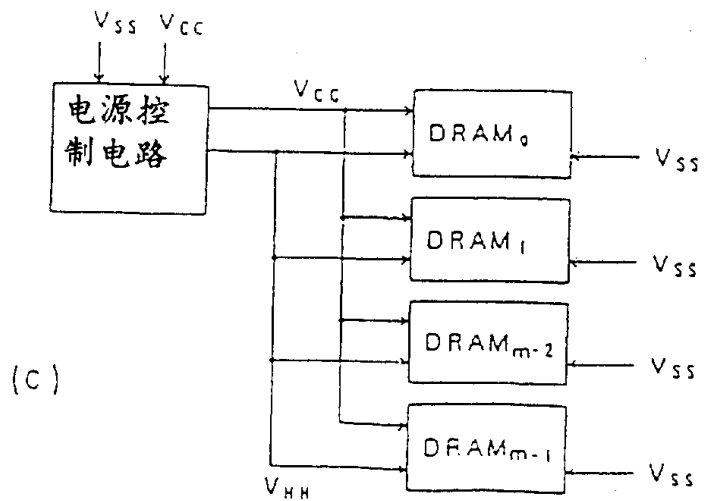 VSS VCC
电源控
制电路
VCC
DRAM0
VSS
DRAM1
VSS
DRAMm-2
VSS
(C)
DRAMm-1
VSS
VHH